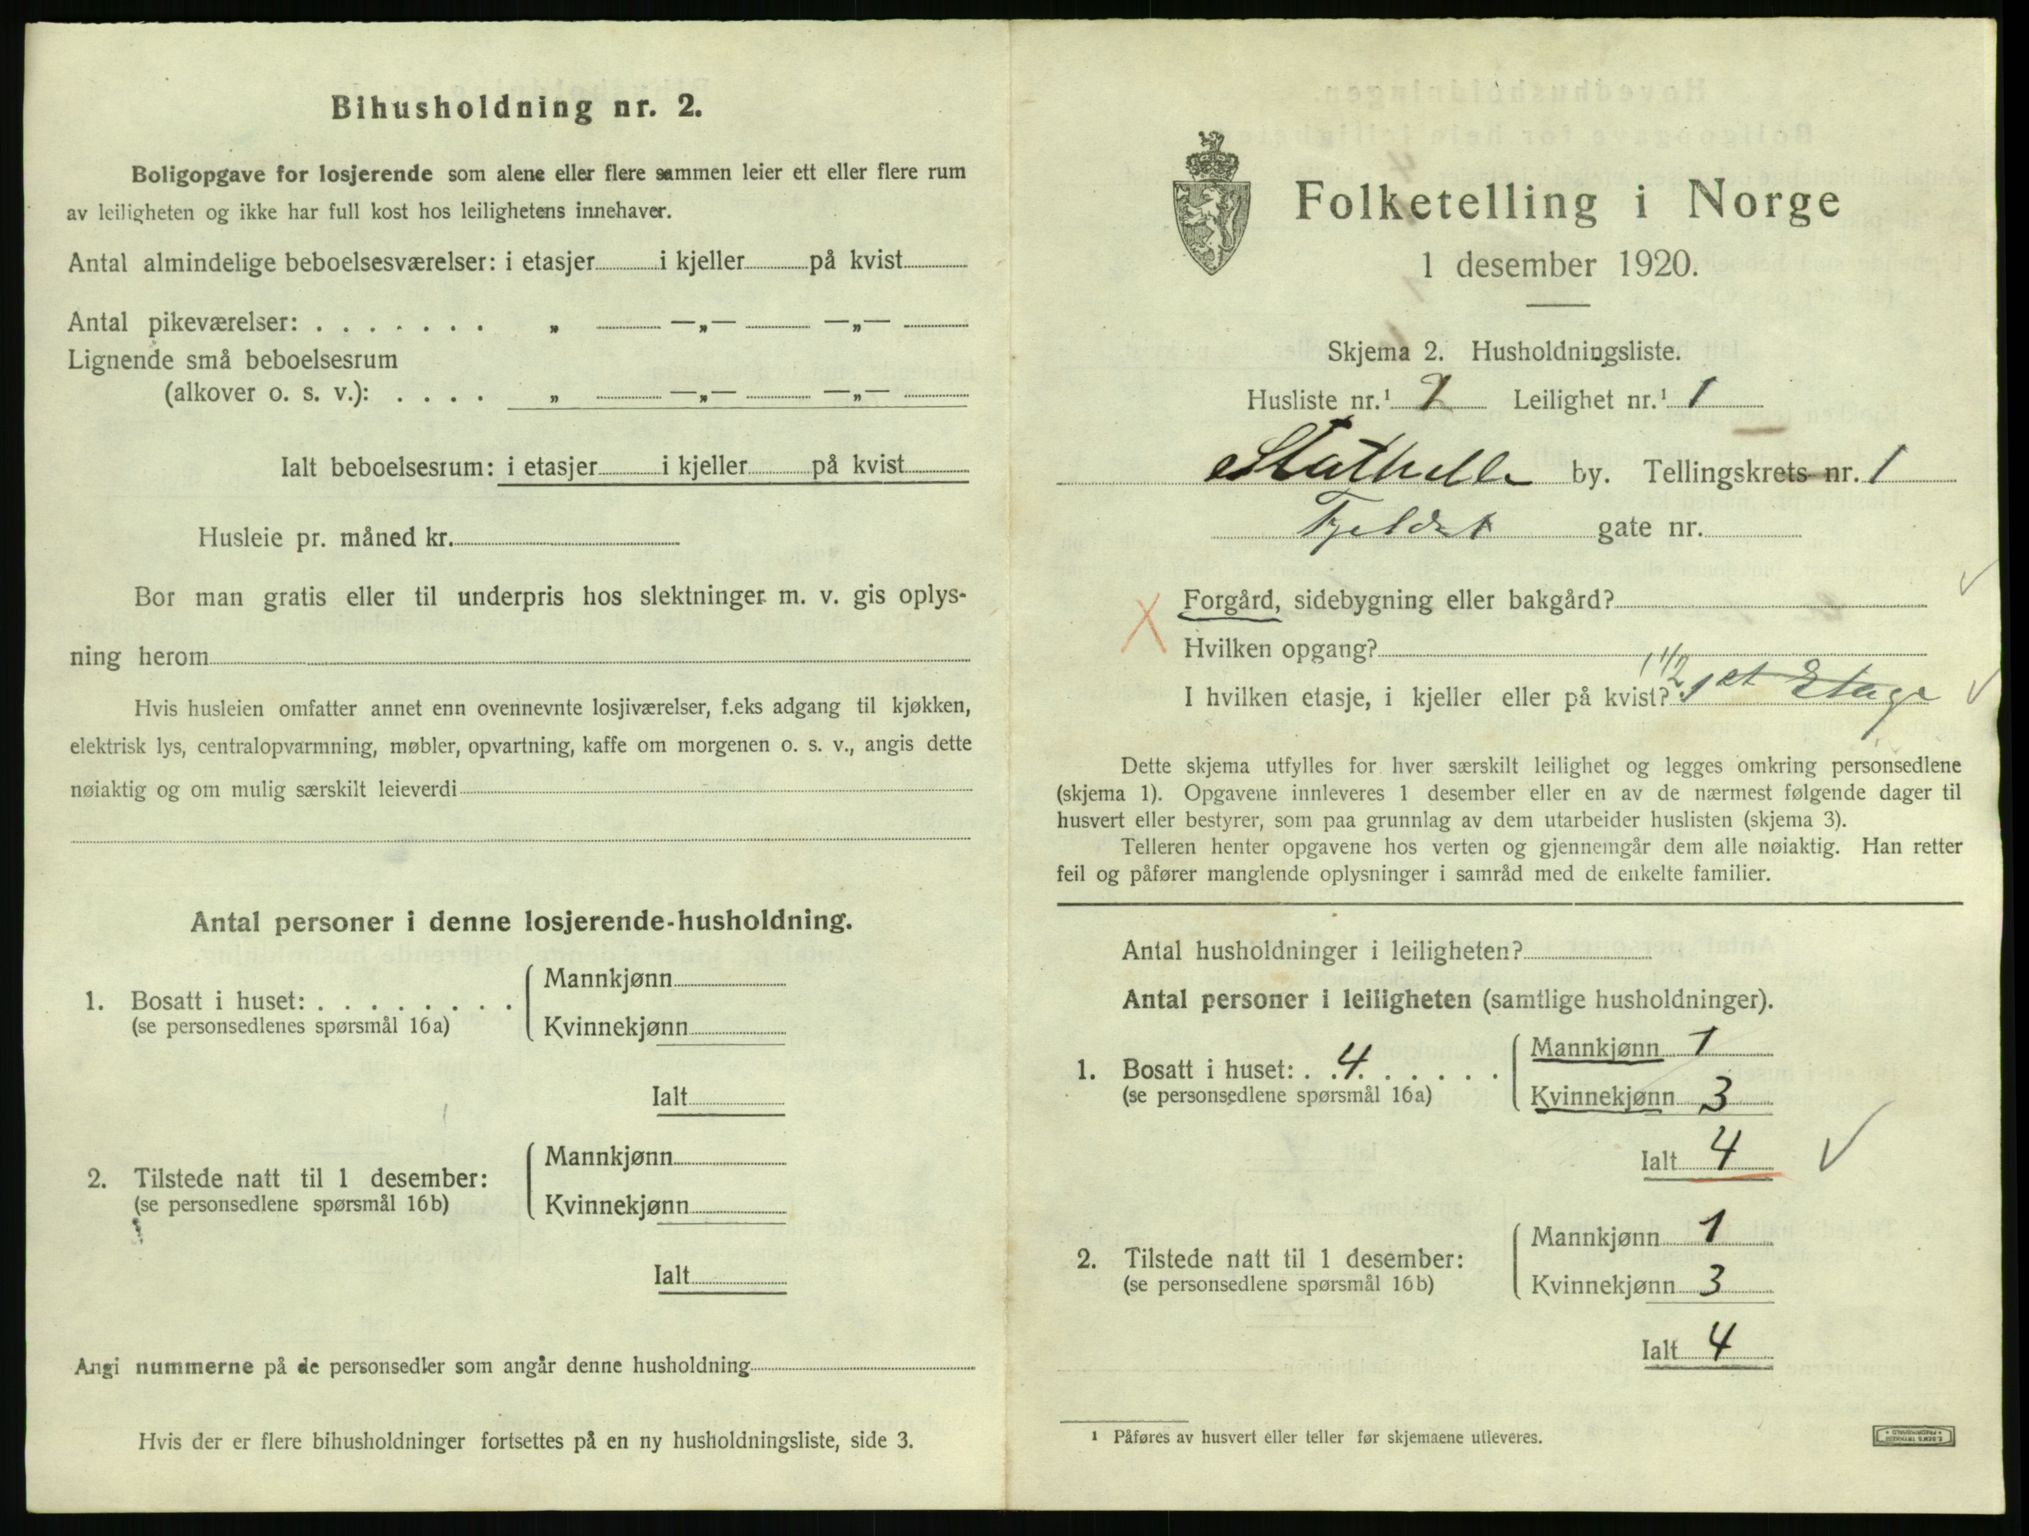 Bihusholdning nr. 2.
Boligopgave for losjerende som alene eller flere sammen leier ett eller flere rum
av leiligheten og ikke har full kost hos leilighetens innehaver.
Antal almindelige beboelsesværelser: i etasjer i kjeller på kvist
Antal pikeværelser: . . . . . . . „ —„— —„—
Lignende små beboelsesrum
(alkover o. s. v.): . . . . „ —„— —„—
Ialt beboelsesrum: i etasjer i kjeller på kvist
Husleie pr. måned kr.
Bor man gratis eller til underpris hos slektninger m. v. gis oplys-
ning herom
Hvis husleien omfatter annet enn ovennevnte losjiværelser, f.eks adgang til kjøkken,
elektrisk lys, centralopvarmning, møbler, opvartning, kaffe om morgenen o. s. v., angis dette
nøiaktig og om mulig særskilt leieverdi
Antal personer i denne losjerende-husholdning.
1. Bosatt i huset: . . . . . . . .
(se personsedlenes spørsmål 16a)
Mannkjønn
Kvinnekjønn
Ialt
2. Tilstede natt til 1 desember:
(se personsedlene spørsmål 16b)
Mannkjønn
Kvinnekjønn
Ialt
Angi nummerne på de personsedler som angår denne husholdning
Hvis der er flere bihusholdninger fortsettes på en ny husholdningsliste, side 3.
Folketelling i Norge
1 desember 1920.
Skjema 2. Husholdningsliste.
Husliste nr.¹ 2 Leilighet nr.¹ 1
Stathelle by. Tellingskrets nr. 1
Fjeldet gate nr.
Forgård, sidebygning eller bakgård?
X
Hvilken opgang?
1 1/2
I hvilken etasje, i kjeller eller på kvist? 1 et Etage
Dette skjema utfylles for hver særskilt leilighet og legges omkring personsedlene
(skjema 1). Opgavene innleveres 1 desember eller en av de nærmest følgende dager til
husvert eller bestyrer, som paa grunnlag av dem utarbeider huslisten (skjema 3).
Telleren henter opgavene hos verten og gjennemgår dem alle nøiaktig. Han retter
feil og påfører manglende oplysninger i samråd med de enkelte familier.
Antal husholdninger i leiligheten?
Antal personer i leiligheten (samtlige husholdninger).
1. Bosatt i huset: . 4 . . . . . .
(se personsedlene spørsmål 16a)
Mannkjønn 1
Kvinnekjønn 3
Ialt 4
2. Tilstede natt til 1 desember:
(se personsedlene spørsmål 16b)
Mannkjønn 1
Kvinnekjønn 3
Ialt 4
¹ Påføres av husvert eller teller før skjemaene utleveres.